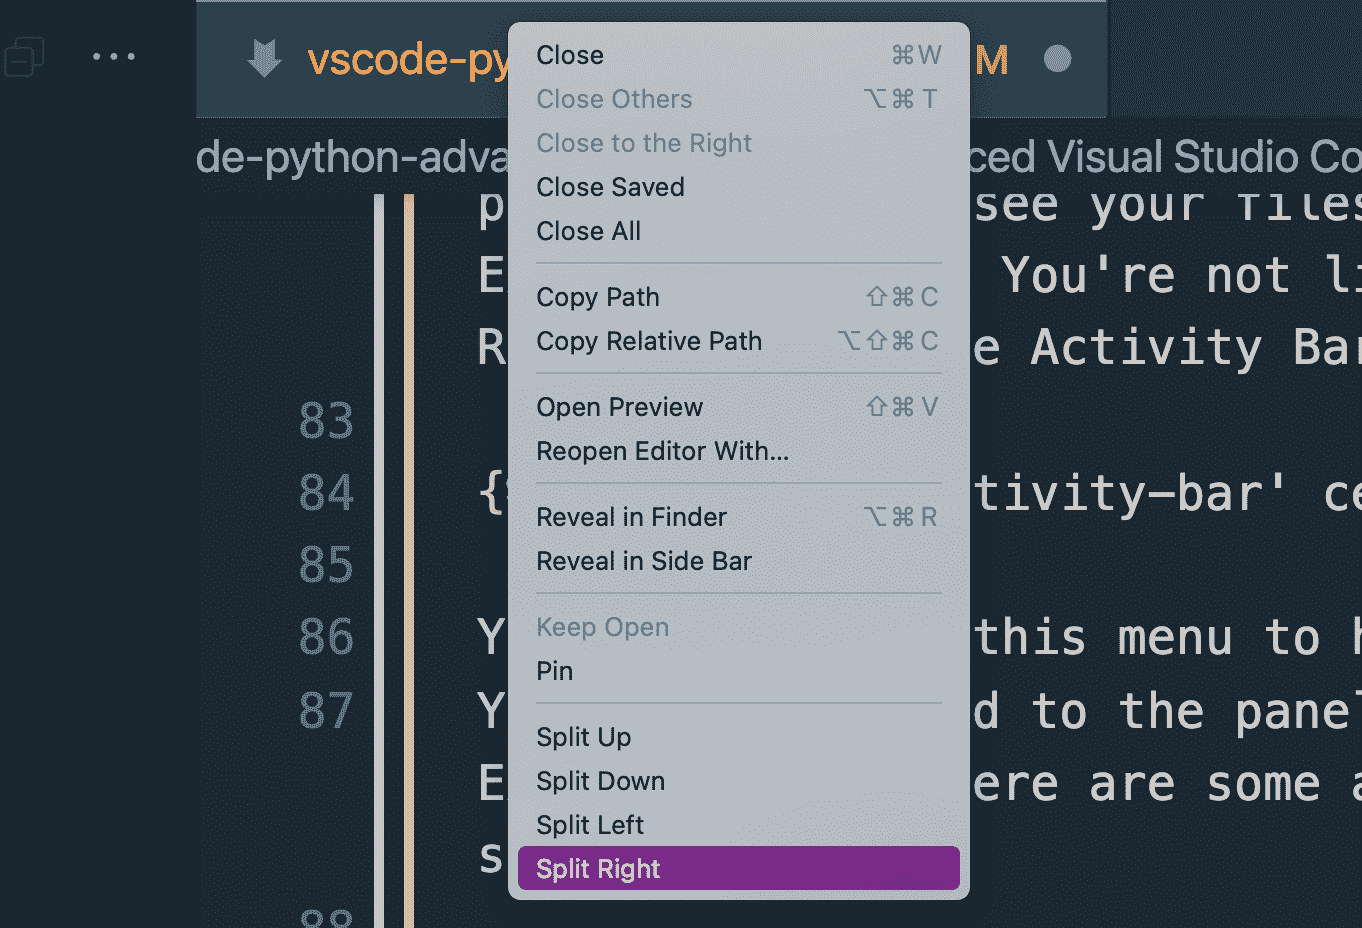 vscode-py
M
de-python-adva
ced Visual Studio Co
Close ⌘W
Close Others ⌥⌘T
Close to the Right
Close Saved
Close All
Copy Path ⇧⌘C
Copy Relative Path ⌥⇧⌘C
Open Preview ⇧⌘V
Reopen Editor With...
Reveal in Finder ⌥⌘R
Reveal in Side Bar
Keep Open
Pin
Split Up
Split Down
Split Left
Split Right
p see your files
E You're not li
R e Activity Bar
83
84 { tivity-bar' ce
85
86 Y this menu to h
87 Y d to the panel
E ere are some a
s
88